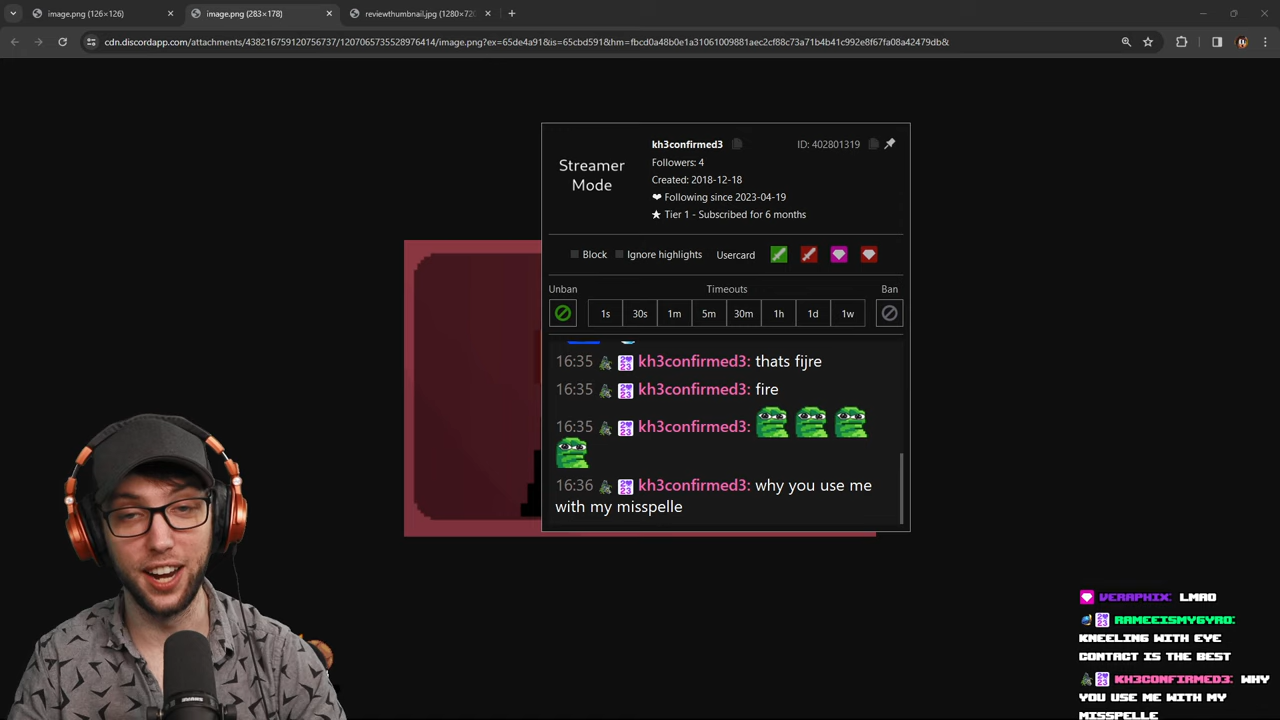 image.png (126×126)
image.png (283×178)
reviewthumbnail.jpg (1280×720
cdn.discordapp.com/attachments/438216759120756737/1207065735528976414/image.png?ex=65de4a91&is=65cbd591&hm=fbcd0a48b0e1a31061009881aec2cf88c73a71b4b41c992e8f67fa08a42479db&
Streamer
Mode
kh3confirmed3
ID: 402801319
Followers: 4
Created: 2018-12-18
Following since 2023-04-19
Tier 1 - Subscribed for 6 months
Block Ignore highlights Usercard
Unban Timeouts Ban
1s 30s 1m 5m 30m 1h 1d 1w
16:35 kh3confirmed3: thats fijre
16:35 kh3confirmed3: fire
16:35 kh3confirmed3:
16:36 kh3confirmed3: why you use me
with my misspelle
VERAPHIX: LMAO
RAMEEISMYGYRO:
KNEELING WITH EYE
CONTACT IS THE BEST
KH3CONFIRMED3: WHY
YOU USE ME WITH MY
MISSPELLE